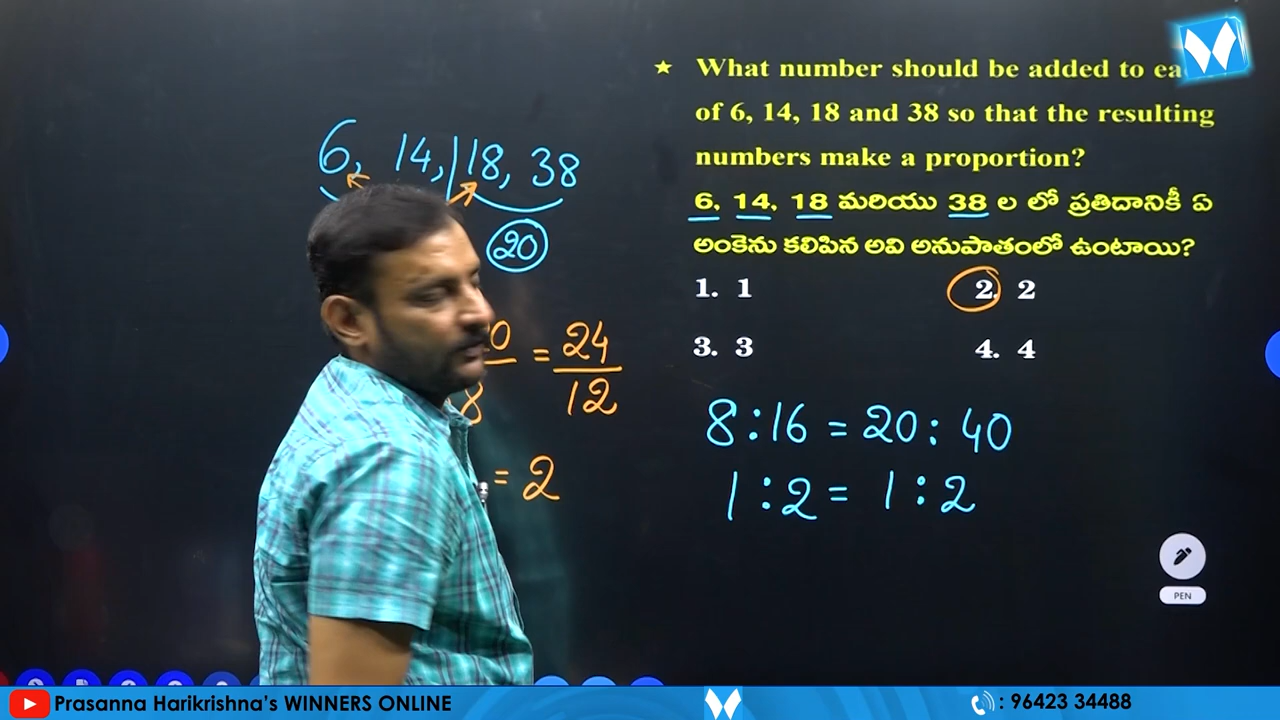 ★ What number should be added to
of 6, 14, 18 and 38 so that the resulting
numbers make a proportion?
6, 14, 18 మరియు 38 ల లో ప్రతిదానికీ ఏ
అంకెను కలిపిన అవి అనుపాతంలో ఉంటాయి?
1. 1
2. 2
3. 3
4. 4
6, 14, | 18, 38
20
= 24/12
= 2
8 : 16 = 20 : 40
1 : 2 = 1 : 2
PEN
Prasanna Harikrishna's WINNERS ONLINE
: 96423 34488